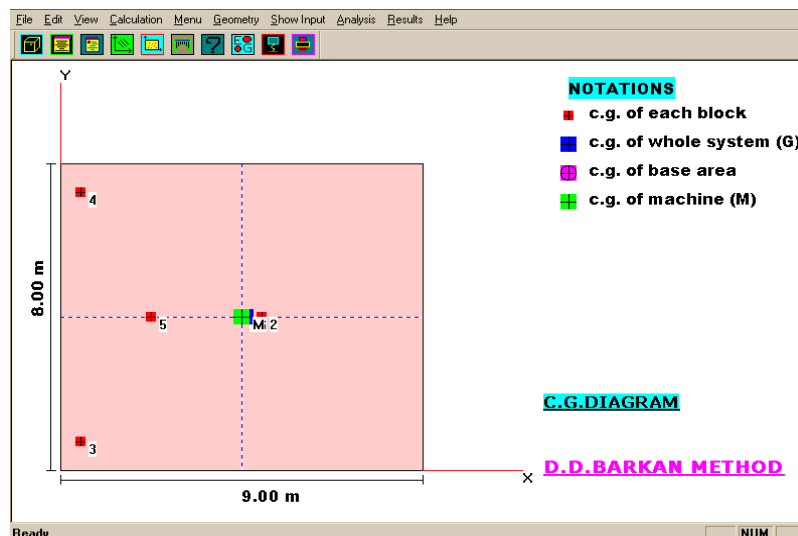 File Edit View Calculation Menu Geometry Show Input Analysis Results Help
Y
NOTATIONS
c.g. of each block
c.g. of whole system (G)
c.g. of base area
c.g. of machine (M)
4
8.00 m
5
M 2
3
C.G.DIAGRAM
D.D.BARKAN METHOD
X
9.00 m
Ready
NUM